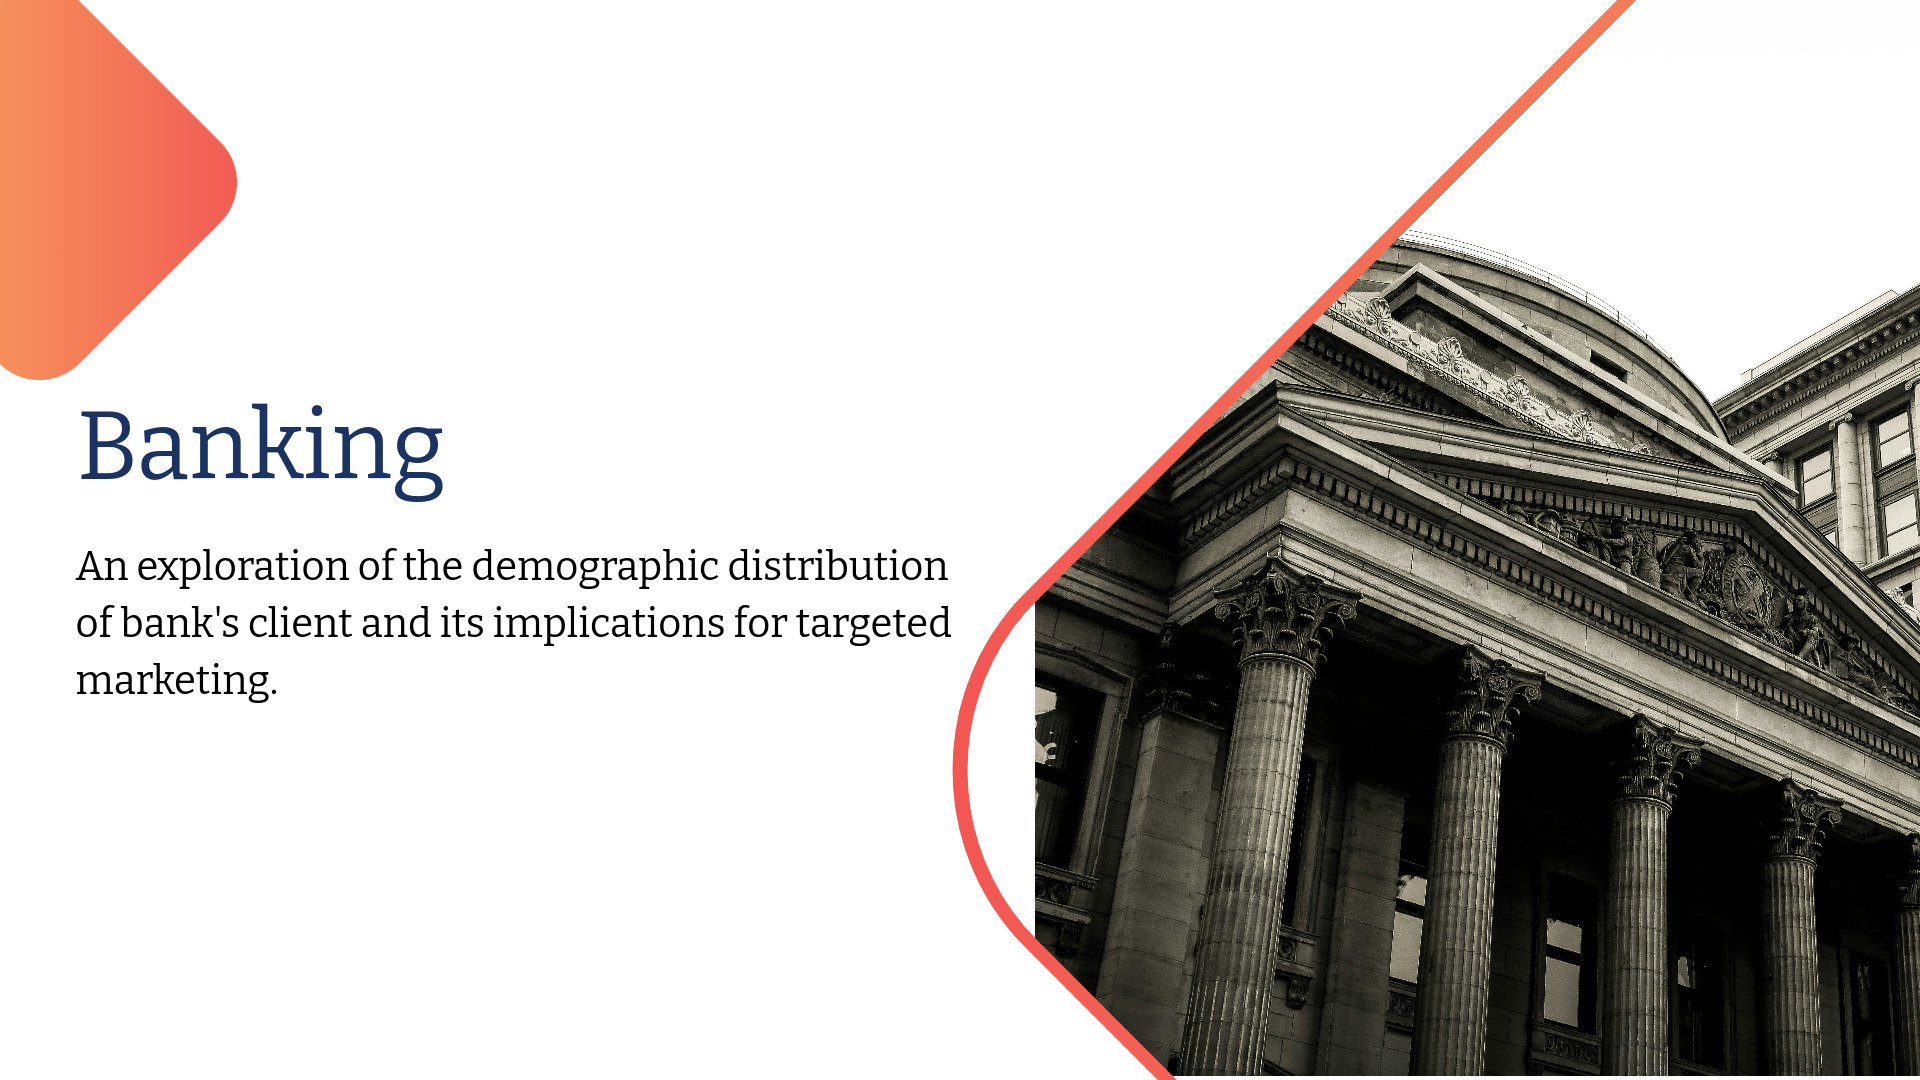 Banking
An exploration of the demographic distribution
of bank's client and its implications for targeted
marketing.